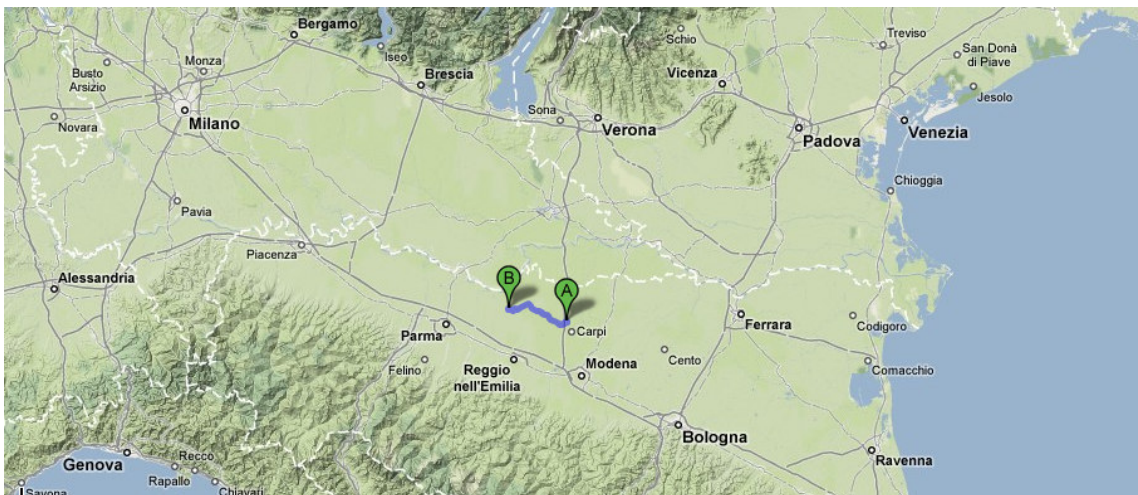 Bergamo
Schio
Treviso
Iseo
San Donà
di Piave
Monza
Busto
Arsizio
Brescia
Vicenza
Jesolo
Sona
Milano
Novara
Verona
Venezia
Padova
Chioggia
Pavia
Piacenza
Alessandria
B
A
Parma
Carpi
Ferrara
Codigoro
Cento
Felino
Reggio
nell'Emilia
Modena
Comacchio
Bologna
Genova
Recco
Ravenna
Rapallo
Savona
Chiavari